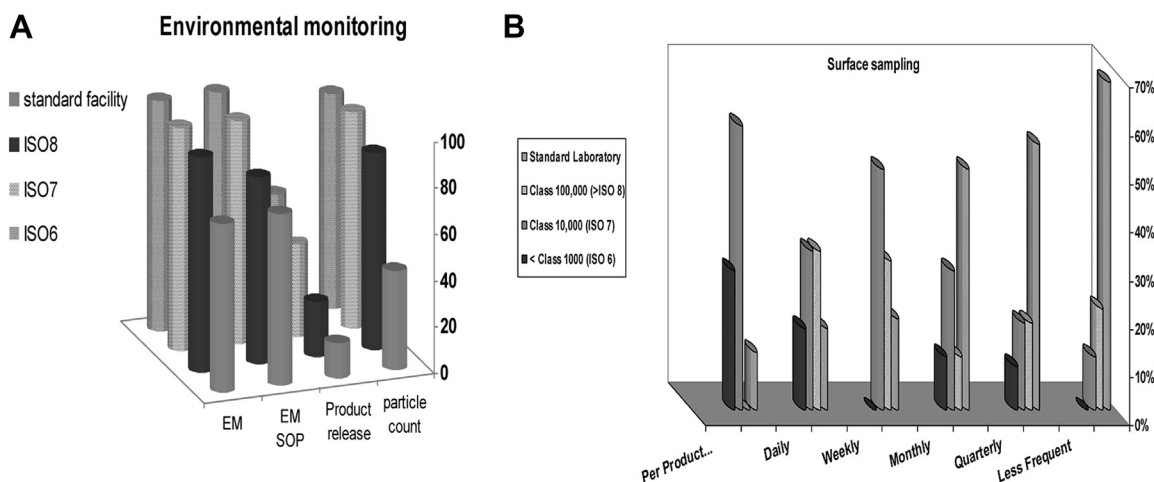 A
Environmental monitoring
standard facility
ISO8
ISO7
ISO6
100
80
60
40
20
0
EM
EM
SOP
Product
release
particle
count
B
Surface sampling
Standard Laboratory
Class 100,000 (>ISO 8)
Class 10,000 (ISO 7)
< Class 1000 (ISO 6)
70%
60%
50%
40%
30%
20%
10%
0%
Per Product...
Daily
Weekly
Monthly
Quarterly
Less Frequent